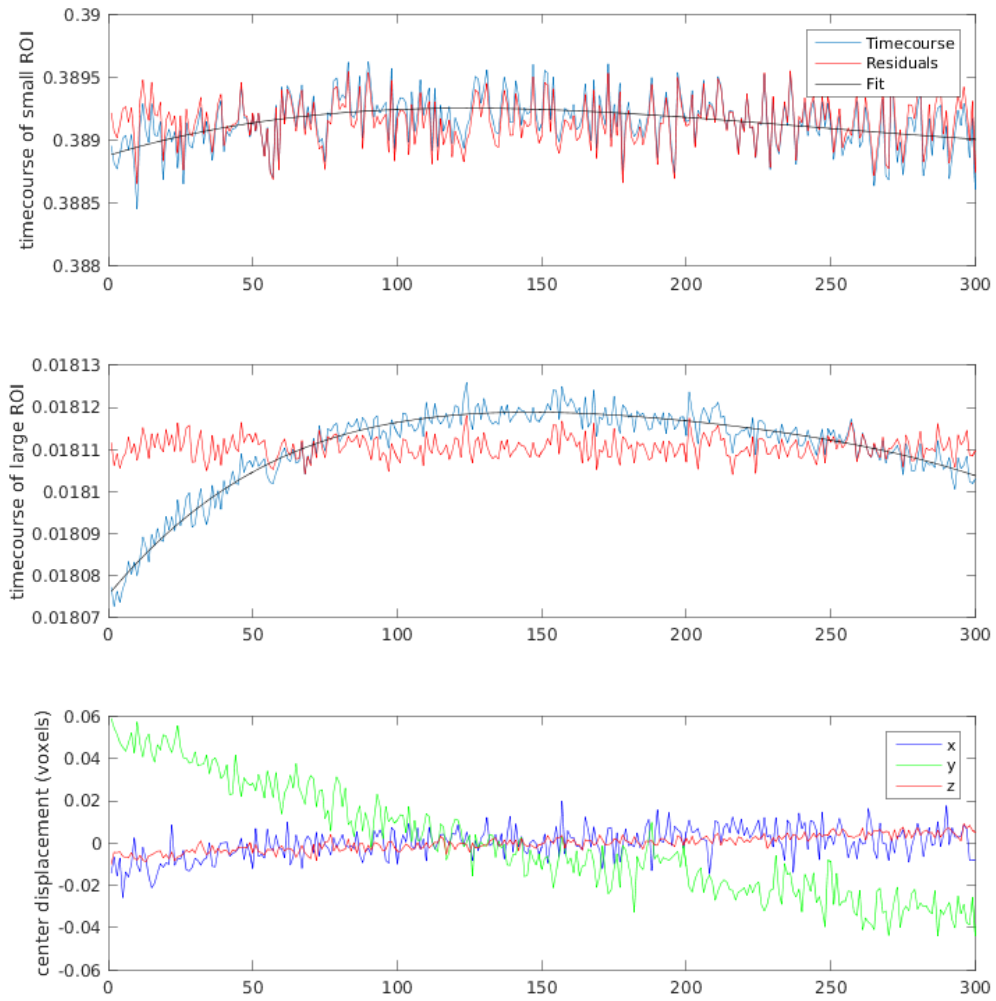 0.39
0.3895
0.389
0.3885
0.388
timecourse of small ROI
Timecourse
Residuals
Fit
0 50 100 150 200 250 300
0.01813
0.01812
0.01811
0.0181
0.01809
0.01808
0.01807
timecourse of large ROI
0 50 100 150 200 250 300
0.06
0.04
0.02
0
-0.02
-0.04
-0.06
center displacement (voxels)
x
y
z
0 50 100 150 200 250 300